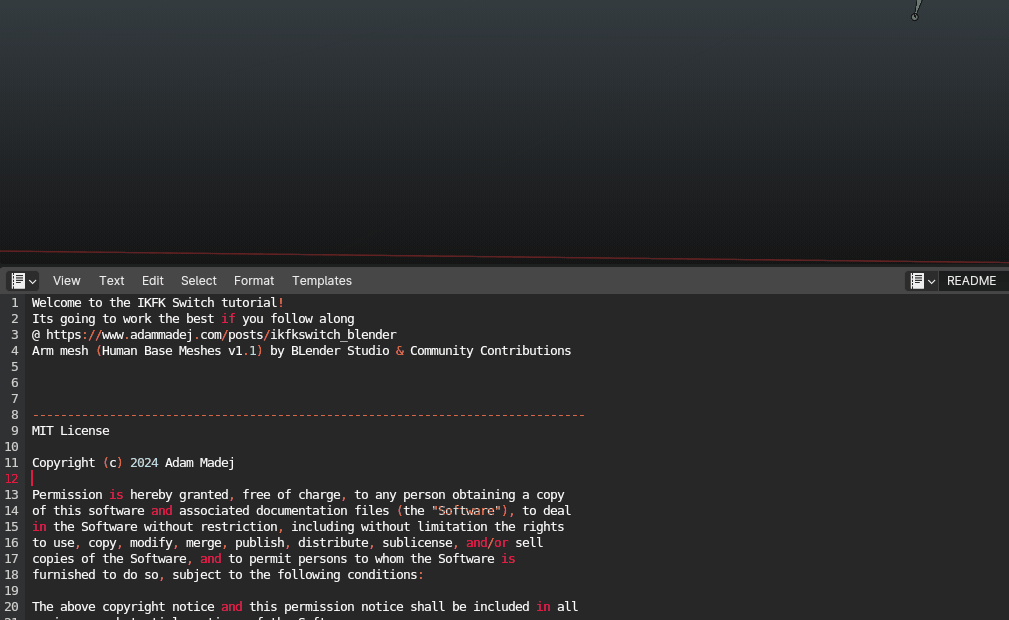 View Text Edit Select Format Templates README
1 Welcome to the IKFK Switch tutorial!
2 Its going to work the best if you follow along
3 @ https://www.adammadej.com/posts/ikfkswitch_blender
4 Arm mesh (Human Base Meshes v1.1) by BLender Studio & Community Contributions
5
6
7
8 -------------------------------------------------------------------------------
9 MIT License
10
11 Copyright (c) 2024 Adam Madej
12
13 Permission is hereby granted, free of charge, to any person obtaining a copy
14 of this software and associated documentation files (the "Software"), to deal
15 in the Software without restriction, including without limitation the rights
16 to use, copy, modify, merge, publish, distribute, sublicense, and/or sell
17 copies of the Software, and to permit persons to whom the Software is
18 furnished to do so, subject to the following conditions:
19
20 The above copyright notice and this permission notice shall be included in all